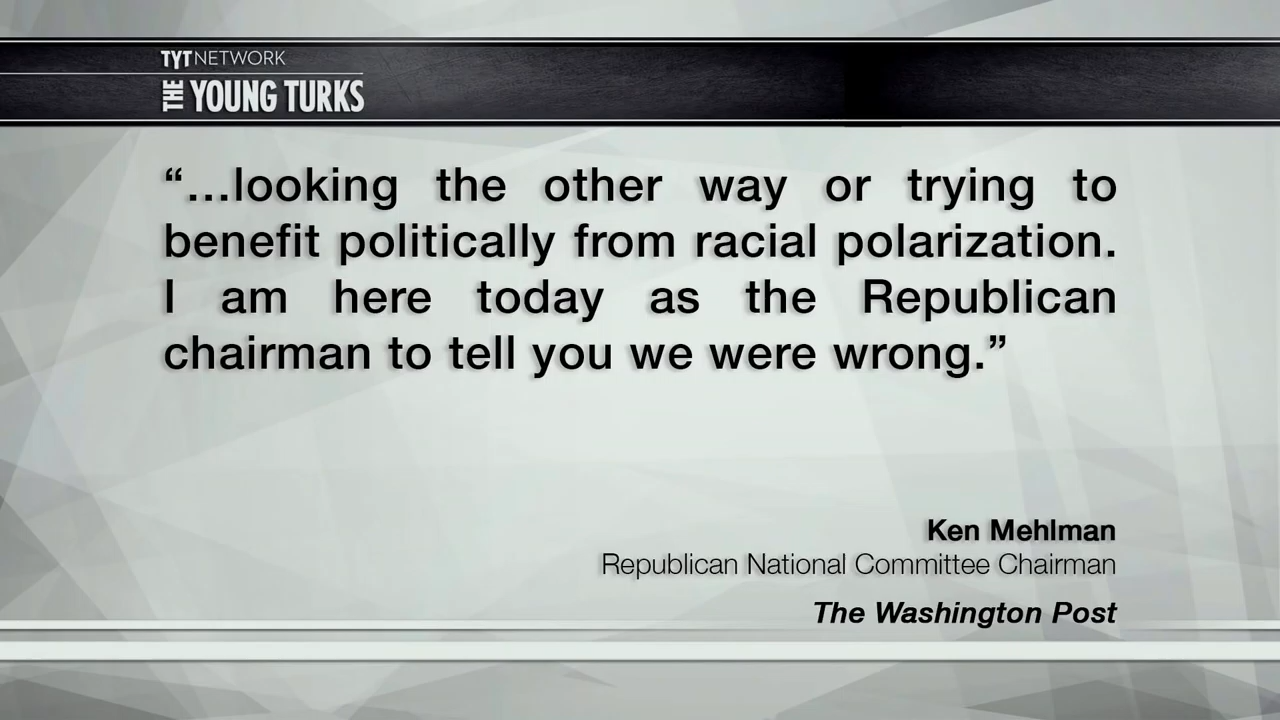 TYT NETWORK
THE YOUNG TURKS
“...looking the other way or trying to
benefit politically from racial polarization.
I am here today as the Republican
chairman to tell you we were wrong.”
Ken Mehlman
Republican National Committee Chairman
The Washington Post